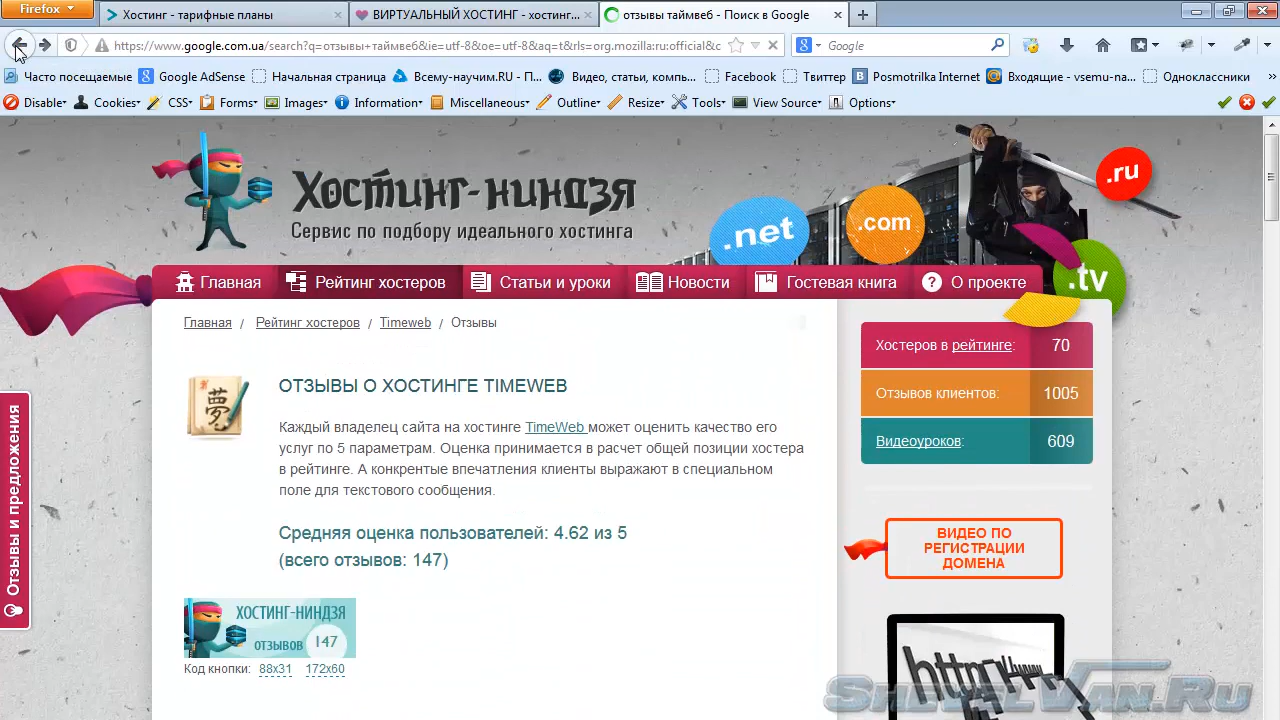 Firefox
Хостинг - тарифные планы
ВИРТУАЛЬНЫЙ ХОСТИНГ - хостинг...
отзывы таймве6 - Поиск в Google
https://www.google.com.ua/search?q=отзывы+таймве6&ie=utf-8&oe=utf-8&aq=t&rls=org.mozilla:ru:official&c
Google
Часто посещаемые
Google AdSense
Начальная страница
Всему-научим.RU - П...
Видео, статьи, компь...
Facebook
Твиттер
Posmotrilka Internet
Входящие - vsemu-na...
Одноклассники
Disable
Cookies
CSS
Forms
Images
Information
Miscellaneous
Outline
Resize
Tools
View Source
Options
Хостинг-ниндзя
Сервис по подбору идеального хостинга
.net
.com
.ru
.tv
Главная
Рейтинг хостеров
Статьи и уроки
Новости
Гостевая книга
О проекте
Главная / Рейтинг хостеров / Timeweb / Отзывы
ОТЗЫВЫ О ХОСТИНГЕ TIMEWEB
Каждый владелец сайта на хостинге TimeWeb может оценить качество его
услуг по 5 параметрам. Оценка принимается в расчет общей позиции хостера
в рейтинге. А конкретные впечатления клиенты выражают в специальном
поле для текстового сообщения.
Средняя оценка пользователей: 4.62 из 5
(всего отзывов: 147)
ХОСТИНГ-НИНДЗЯ
отзывов 147
Код кнопки: 88x31 172x60
Отзывы и предложения
Хостеров в рейтинге: 70
Отзывов клиентов: 1005
Видеоуроков: 609
ВИДЕО ПО
РЕГИСТРАЦИИ
ДОМЕНА
http:
SheselVan.Ru